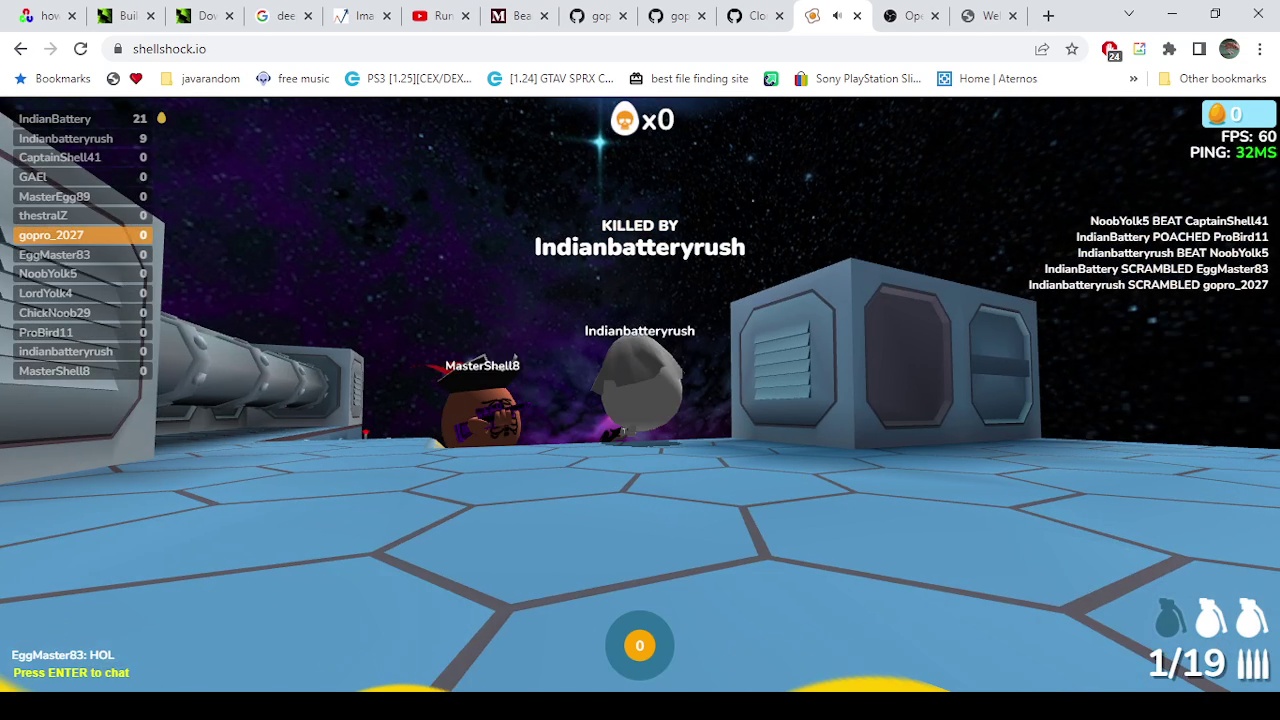 how
Buil
Dov
dee
Ima
Run
Bea
gop
gop
Clo
Ope
Wel
shellshock.io
24
Bookmarks
javarandom
free music
PS3 [1.25][CEX/DEX...
[1.24] GTAV SPRX C...
best file finding site
Sony PlayStation Sli...
Home | Aternos
»
Other bookmarks
IndianBattery 21
Indianbatteryrush 9
CaptainShell41 0
GAEl 0
MasterEgg89 0
thestralZ 0
gopro_2027 0
EggMaster83 0
NoobYolk5 0
LordYolk4 0
ChickNoob29 0
ProBird11 0
indianbatteryrush 0
MasterShell8 0
x0
0
FPS: 60
PING: 32MS
KILLED BY
Indianbatteryrush
NoobYolk5 BEAT CaptainShell41
IndianBattery POACHED ProBird11
Indianbatteryrush BEAT NoobYolk5
IndianBattery SCRAMBLED EggMaster83
Indianbatteryrush SCRAMBLED gopro_2027
Indianbatteryrush
MasterShell8
0
EggMaster83: HOL
Press ENTER to chat
1/19